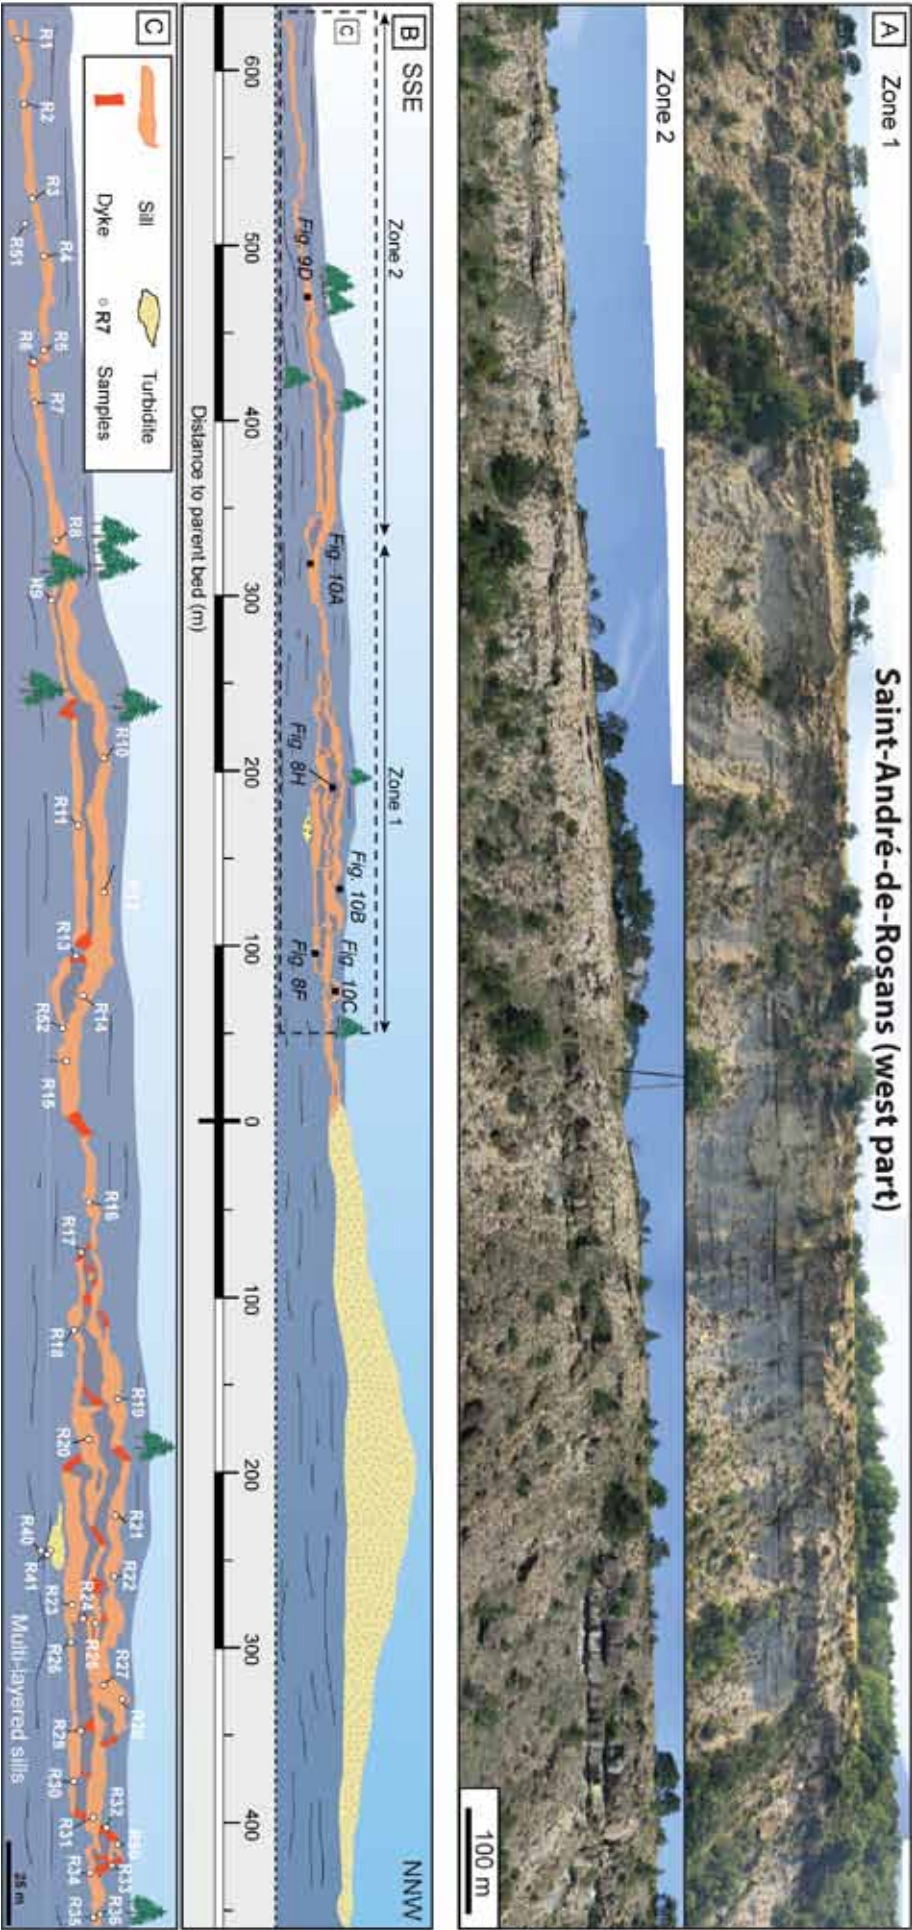 Saint-André-de-Rosans (west part)
A
Zone 1
Zone 2
100 m
B
SSE
NNW
Zone 2
Zone 1
C
Fig. 9D
Fig. 10A
Fig. 8H
Fig. 10B
Fig. 8F
Fig. 10C
600
500
400
300
200
100
0
100
200
300
400
Distance to parent bed (m)
C
Sill
Turbidite
Dyke
R7 Samples
R1
R2
R3
R51
R4
R5
R6
R7
R8
R9
R10
R11
R13
R14
R52
R15
R16
R17
R18
R19
R20
R21
R40
R41
R22
R23
R24
R26
R27
R30
R31
R32
R33
R34
R35
R36
Multi-layered sills
25 m